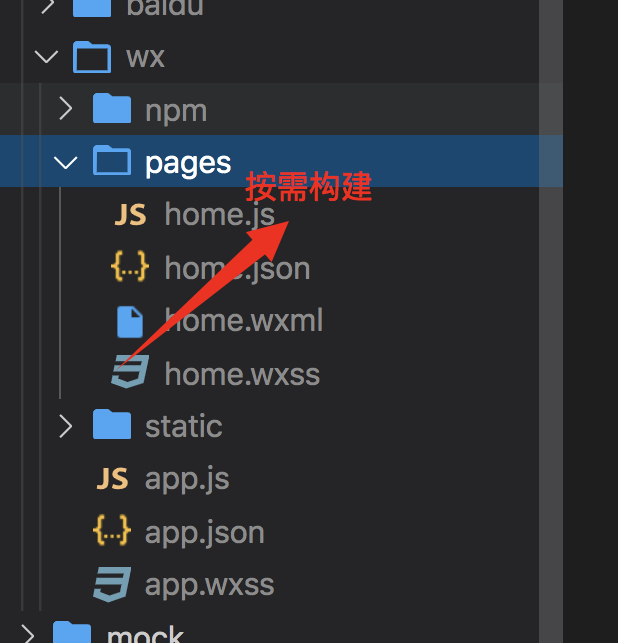 baidu
wx
npm
pages
按需构建
JS home.js
{..} home.json
home.wxml
home.wxss
static
JS app.js
{..} app.json
app.wxss
mock